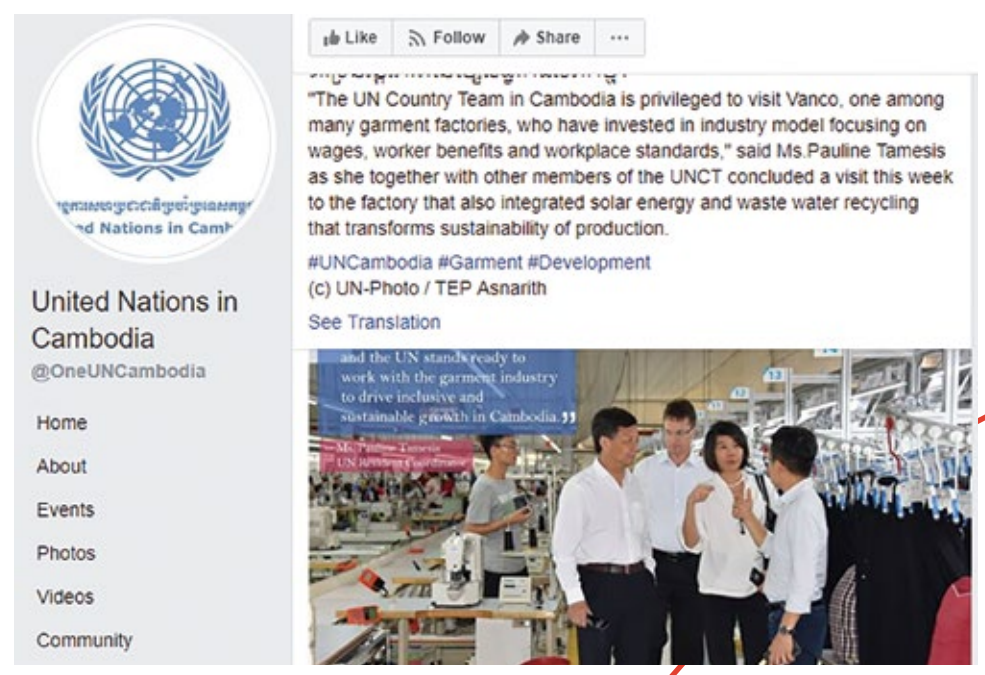 Like Follow Share ...
"The UN Country Team in Cambodia is privileged to visit Vanco, one among
many garment factories, who have invested in industry model focusing on
wages, worker benefits and workplace standards," said Ms.Pauline Tamesis
as she together with other members of the UNCT concluded a visit this week
to the factory that also integrated solar energy and waste water recycling
that transforms sustainability of production.
#UNCambodia #Garment #Development
(c) UN-Photo / TEP Asnarith
See Translation
ed Nations in Camb
United Nations in
Cambodia
@OneUNCambodia
Home
About
Events
Photos
Videos
Community
and the UN stands ready to
work with the garment industry
to drive inclusive and
sustainable growth in Cambodia.”
Ms. Pauline Tamesis
UN Resident Coordinator
14
13
12
11